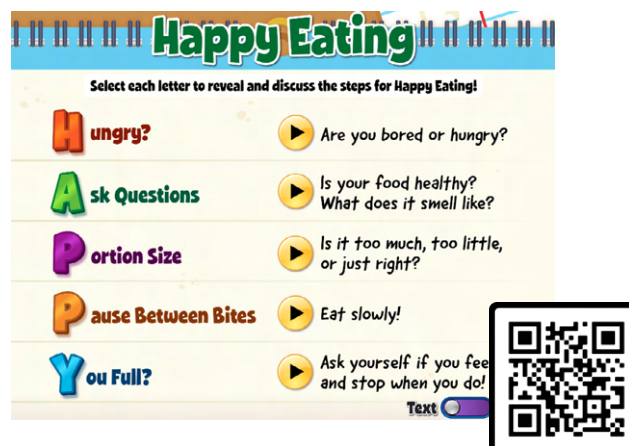 Happy Eating
Select each letter to reveal and discuss the steps for Happy Eating!
Hungry?
Are you bored or hungry?
Ask Questions
Is your food healthy?
What does it smell like?
Portion Size
Is it too much, too little,
or just right?
Pause Between Bites
Eat slowly!
You Full?
Ask yourself if you fee
and stop when you do!
Text